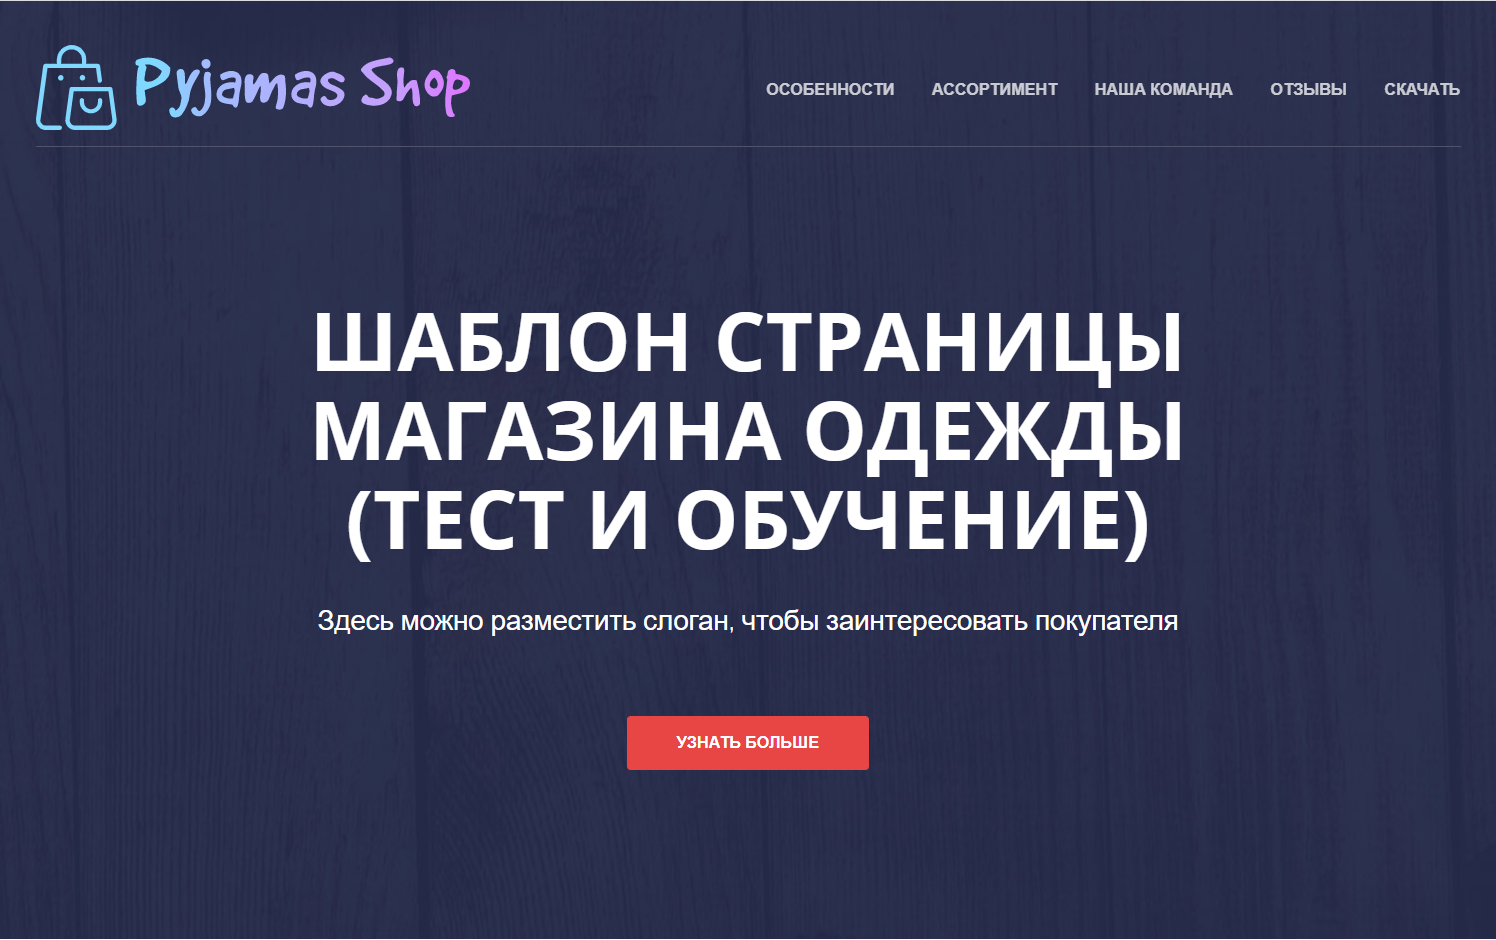 Pyjamas Shop
ОСОБЕННОСТИ АССОРТИМЕНТ НАША КОМАНДА ОТЗЫВЫ СКАЧАТЬ
ШАБЛОН СТРАНИЦЫ
МАГАЗИНА ОДЕЖДЫ
(ТЕСТ И ОБУЧЕНИЕ)
Здесь можно разместить слоган, чтобы заинтересовать покупателя
УЗНАТЬ БОЛЬШЕ